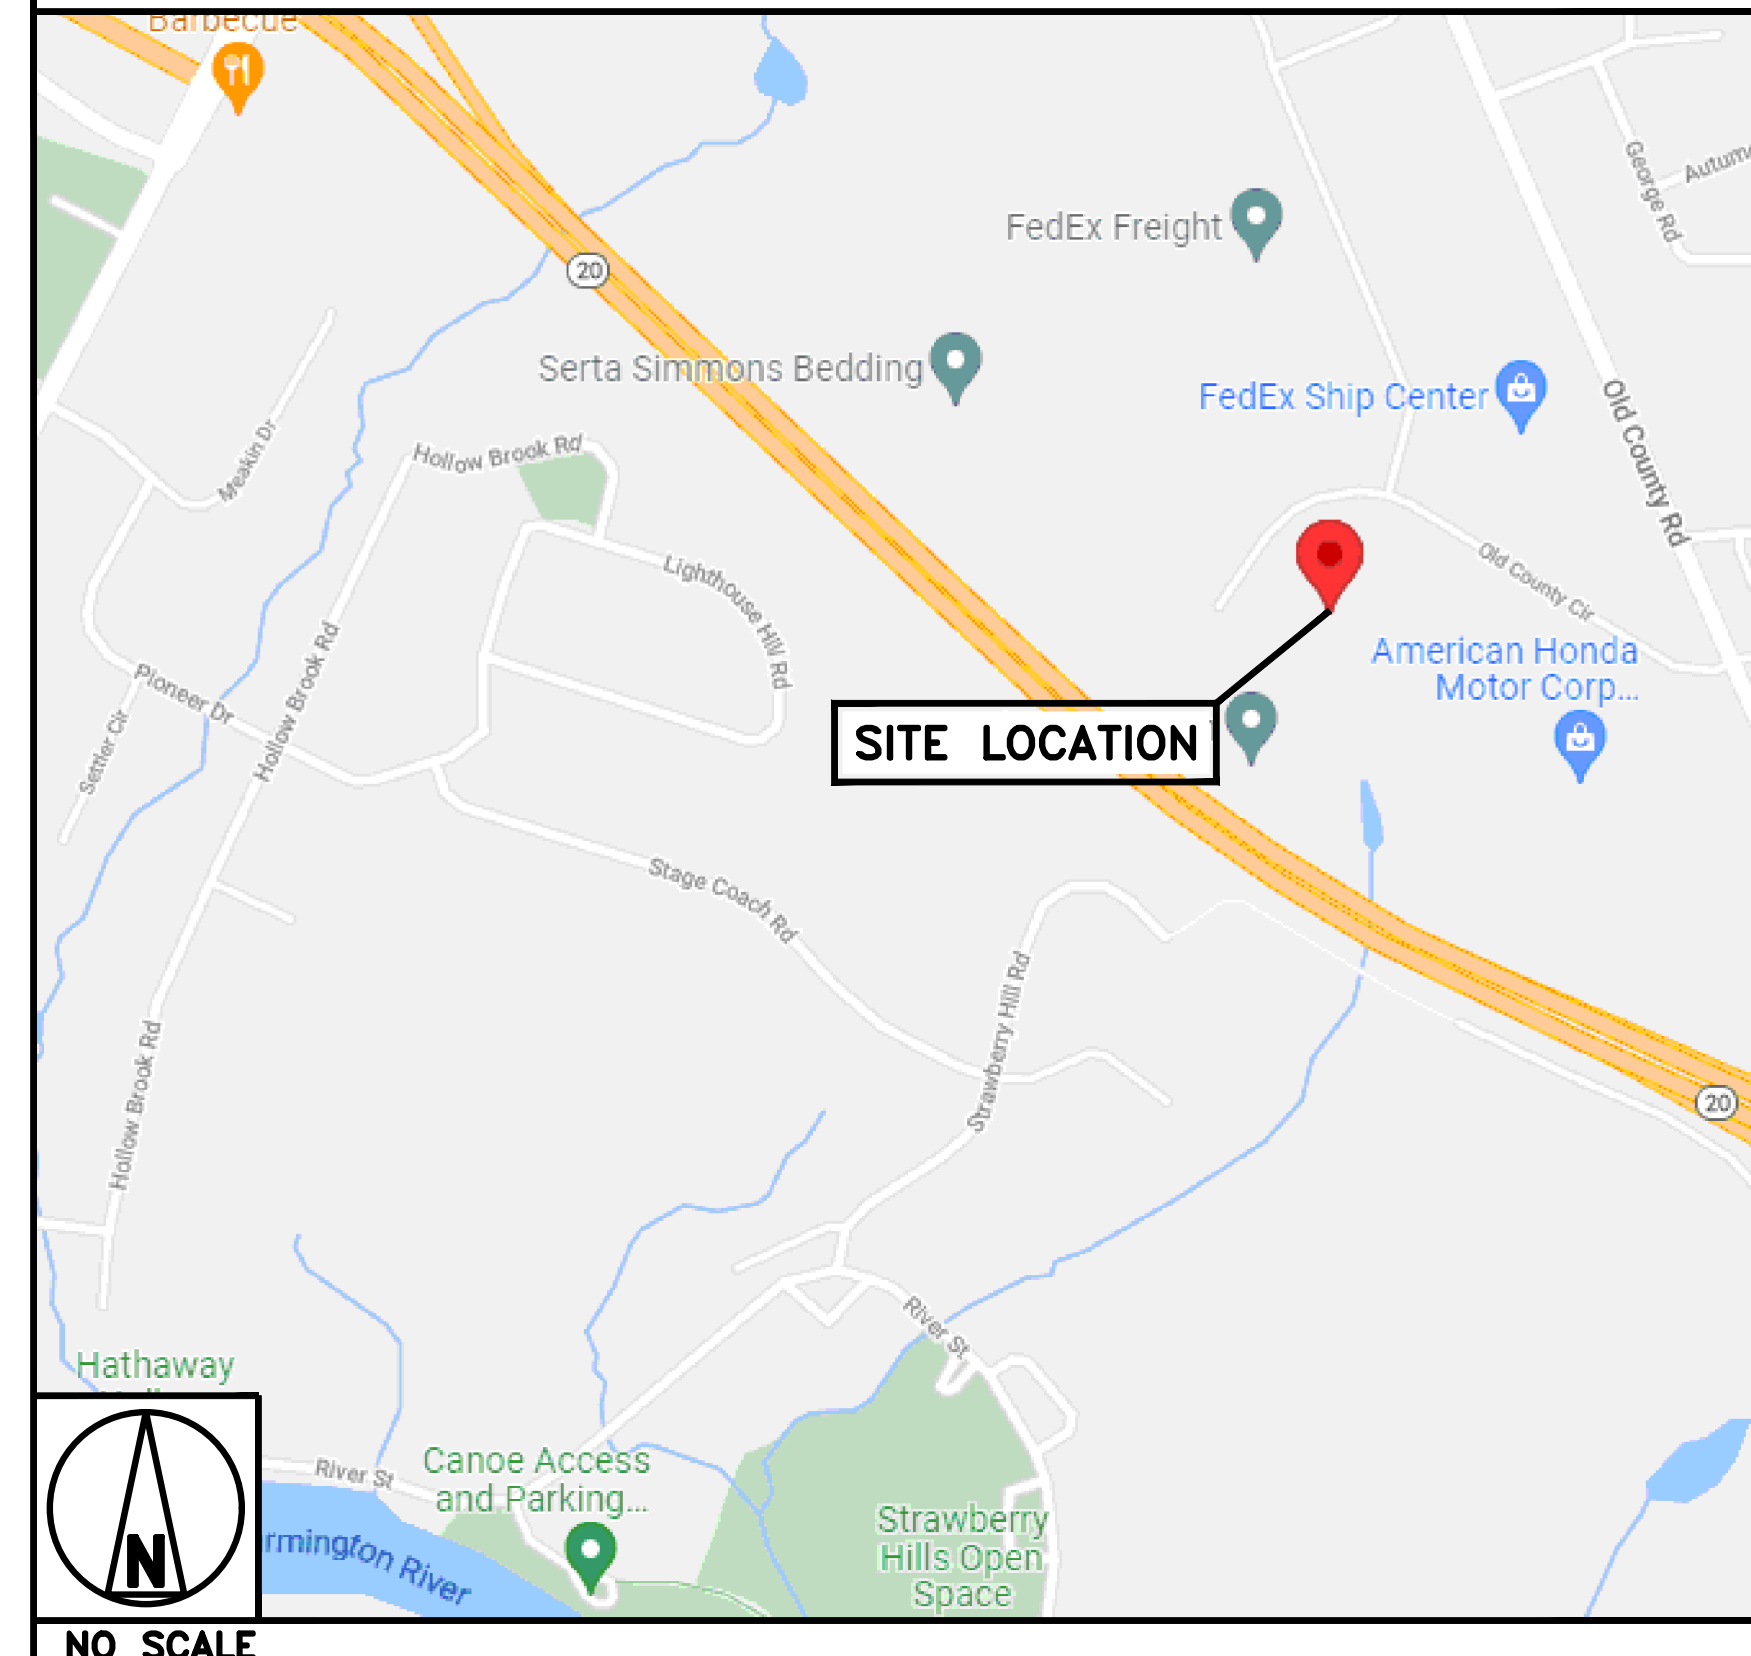 Barbecue
George Rd
FedEx Freight
20
Serta Simmons Bedding
FedEx Ship Center
Old County Rd
Meakin Dr
Hollow Brook Rd
Lighthouse Hill Rd
Old County Cir
Hollow Brook Rd
American Honda
Motor Corp...
Pioneer Dr
Settler Cir
SITE LOCATION
Stage Coach Rd
Strawberry Hill Rd
Hollow Brook Rd
20
River St
Hathaway
River St
Canoe Access
and Parking...
Strawberry
Hills Open
Space
rmington River
N
NO SCALE